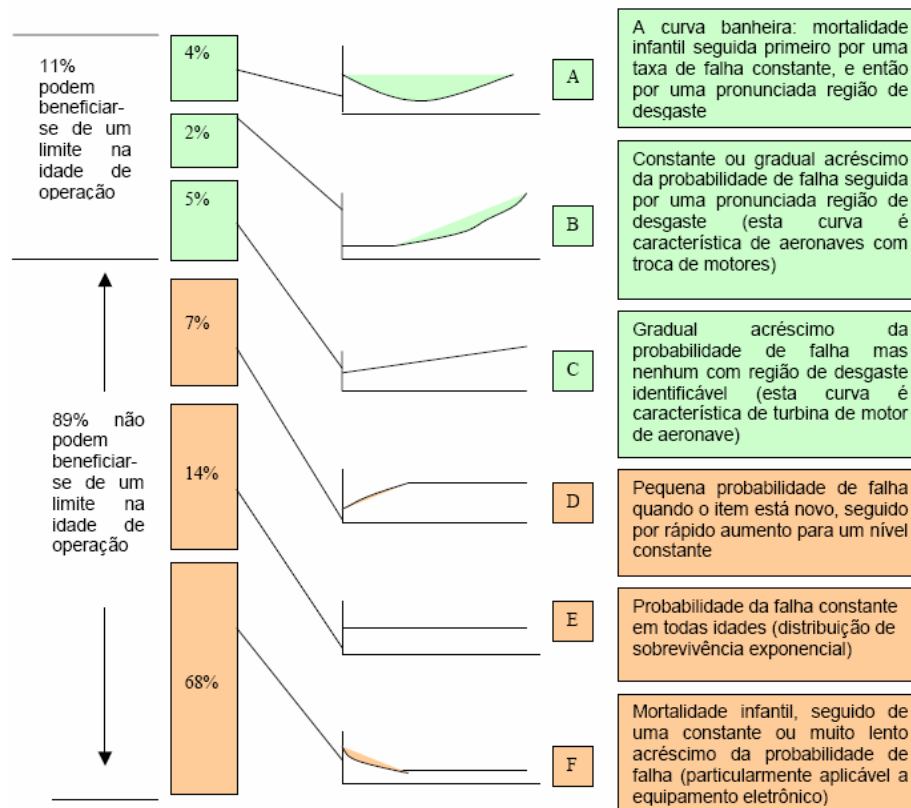 11%
podem
beneficiar-
se de um
limite na
idade de
operação
4%
2%
5%
A
A curva banheira: mortalidade
infantil seguida primeiro por uma
taxa de falha constante, e então
por uma pronunciada região de
desgaste
B
Constante ou gradual acréscimo
da probabilidade de falha seguida
por uma pronunciada região de
desgaste (esta curva é
característica de aeronaves com
troca de motores)
C
Gradual acréscimo da
probabilidade de falha mas
nenhum com região de desgaste
identificável (esta curva é
característica de turbina de motor
de aeronave)
89% não
podem
beneficiar-
se de um
limite na
idade de
operação
7%
14%
68%
D
Pequena probabilidade de falha
quando o item está novo, seguido
por rápido aumento para um nível
constante
E
Probabilidade da falha constante
em todas idades (distribuição de
sobrevivência exponencial)
F
Mortalidade infantil, seguido de
uma constante ou muito lento
acréscimo da probabilidade de
falha (particularmente aplicável a
equipamento eletrônico)